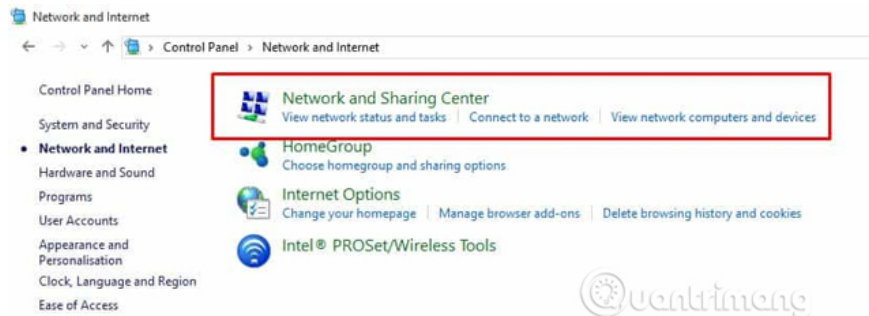 Network and Internet
Control Panel > Network and Internet
Control Panel Home
System and Security
Network and Internet
Hardware and Sound
Programs
User Accounts
Appearance and
Personalisation
Clock, Language and Region
Ease of Access
Network and Sharing Center
View network status and tasks | Connect to a network | View network computers and devices
HomeGroup
Choose homegroup and sharing options
Internet Options
Change your homepage | Manage browser add-ons | Delete browsing history and cookies
Intel® PROSet/Wireless Tools
Quantrimang